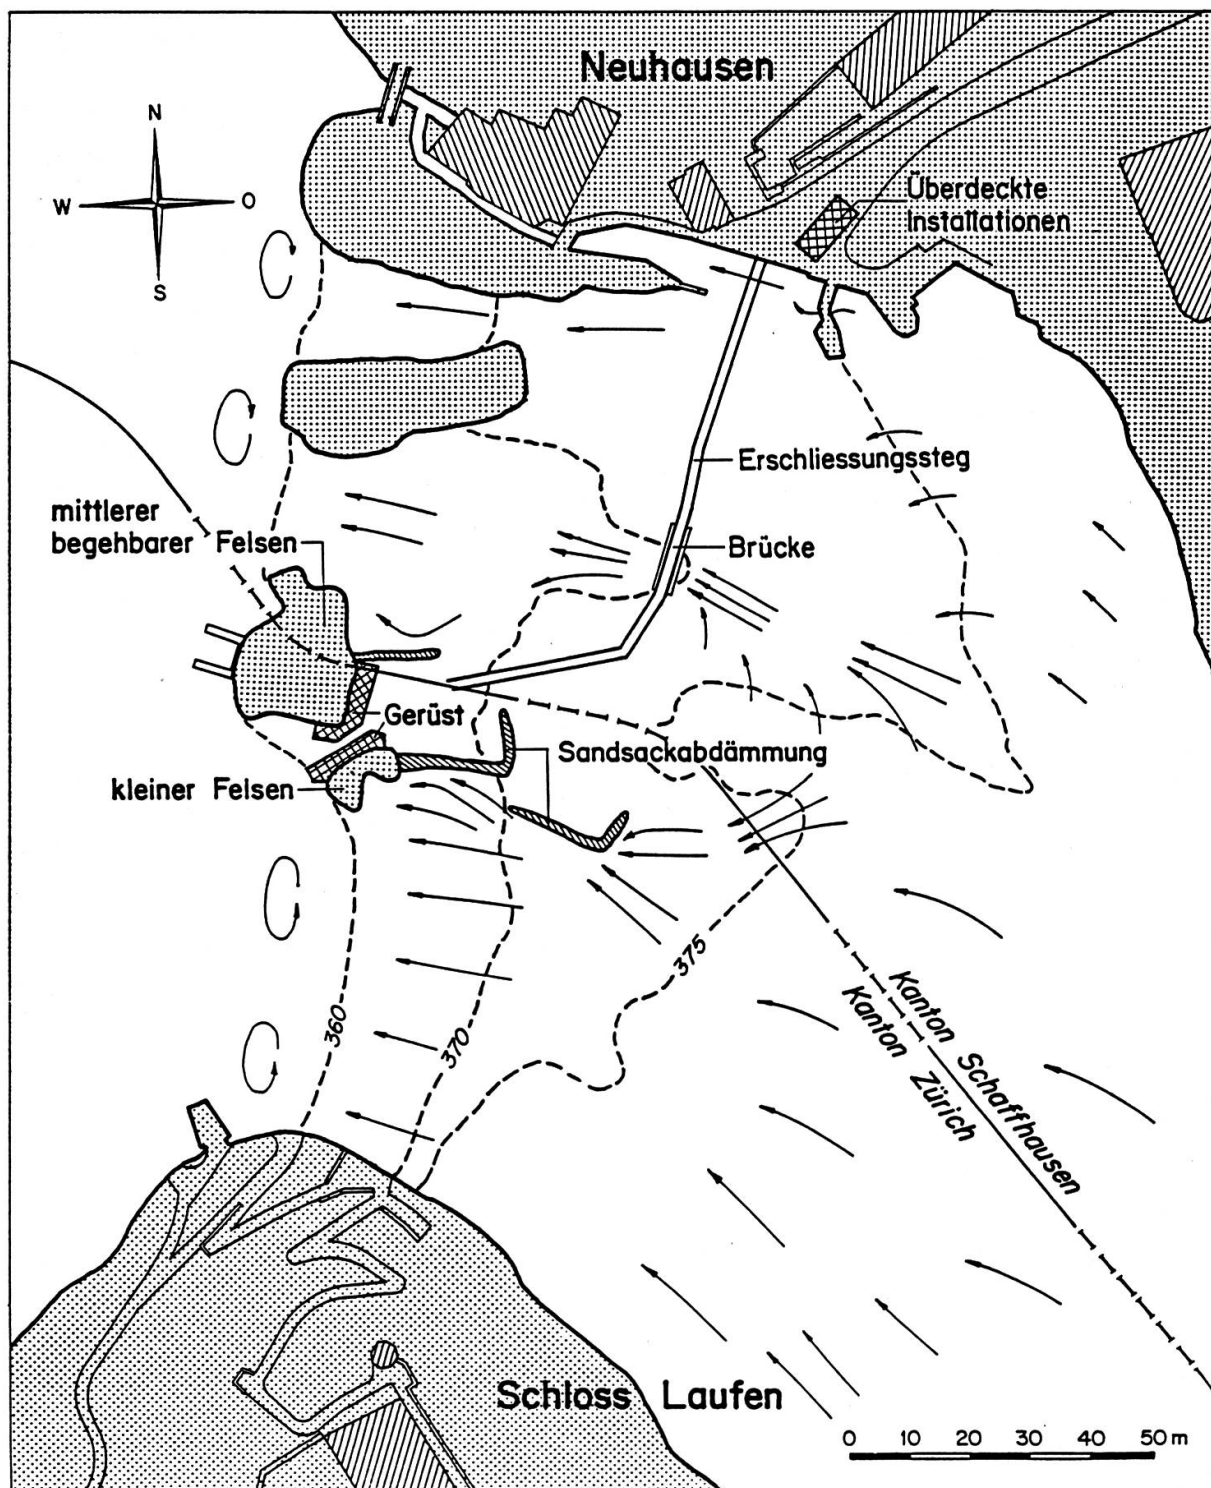 Neuhausen
N
W
O
S
Überdeckte
Installationen
Erschliessungssteg
mittlerer
begehbarer Felsen
Brücke
Gerüst
Sandsackabdämmung
kleiner Felsen
375
360
370
Kanton Schaffhausen
Kanton Zürich
Schloss Laufen
0 10 20 30 40 50 m